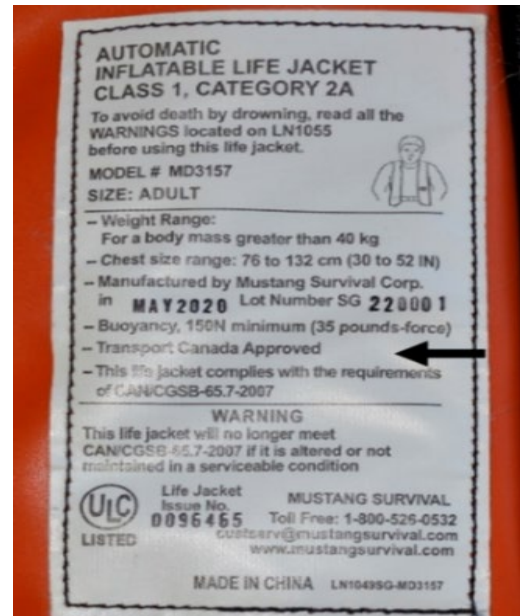 AUTOMATIC
INFLATABLE LIFE JACKET
CLASS 1, CATEGORY 2A
To avoid death by drowning, read all the
WARNINGS located on LN1055
before using this life jacket.
MODEL # MD3157
SIZE: ADULT
– Weight Range:
For a body mass greater than 40 kg
– Chest size range: 76 to 132 cm (30 to 52 IN)
– Manufactured by Mustang Survival Corp.
in MAY2020 Lot Number SG 220001
– Buoyancy, 150N minimum (35 pounds-force)
– Transport Canada Approved
– This life jacket complies with the requirements
of CAN/CGSB-65.7-2007
WARNING
This life jacket will no longer meet
CAN/CGSB-65.7-2007 if it is altered or not
maintained in a serviceable condition
ULC
LISTED
Life Jacket
Issue No.
0096465
MUSTANG SURVIVAL
Toll Free: 1-800-526-0532
custserv@mustangsurvival.com
www.mustangsurvival.com
MADE IN CHINA LN1049SG-MD3157